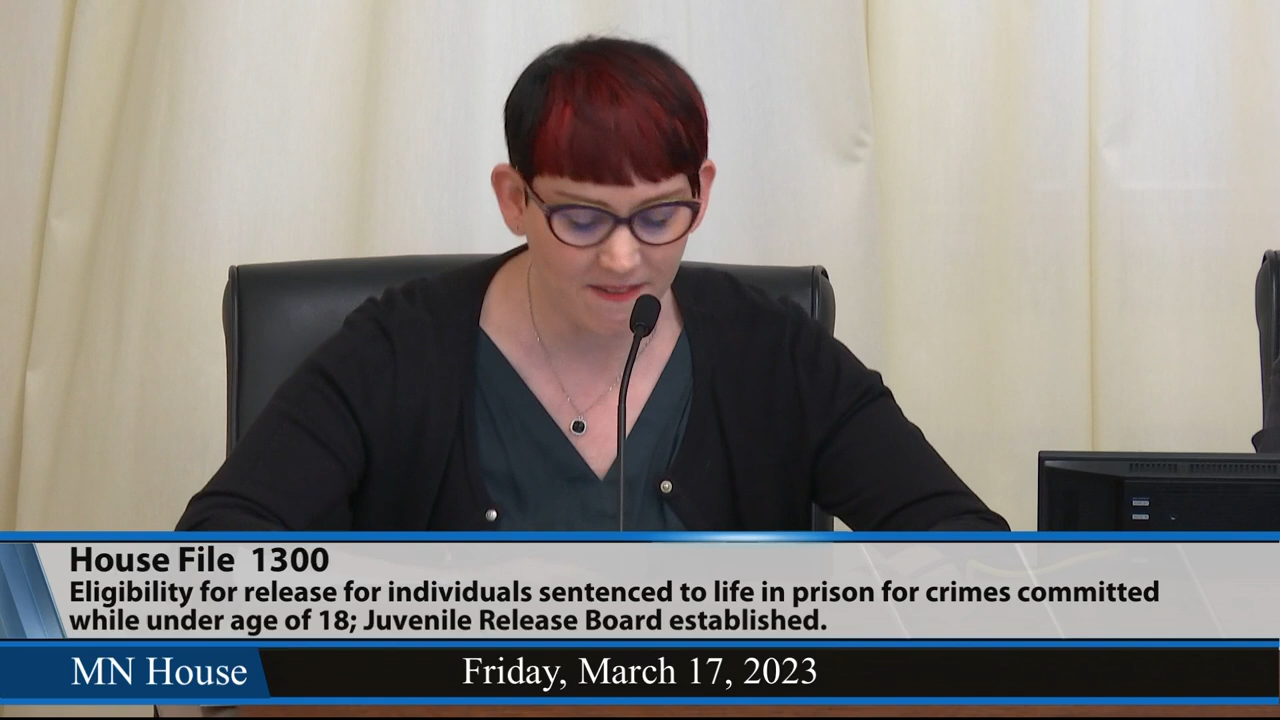 House File 1300
Eligibility for release for individuals sentenced to life in prison for crimes committed
while under age of 18; Juvenile Release Board established.
MN House
Friday, March 17, 2023